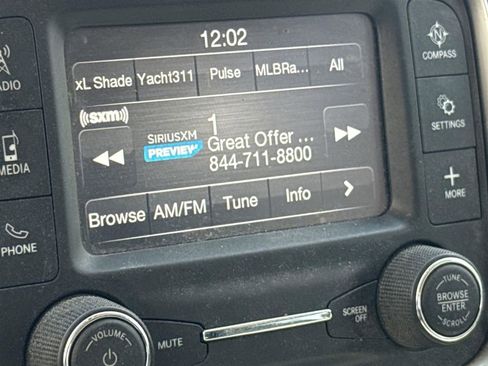 12:02
xL Shade Yacht311 Pulse MLBRa... All
((sxm))
1
SIRIUSXM
PREVIEW
Great Offer ...
844-711-8800
Browse AM/FM Tune Info >
MEDIA
PHONE
COMPASS
SETTINGS
+
MORE
VOLUME
MUTE
SCREEN
OFF
TUNE
BROWSE
ENTER
SCROLL